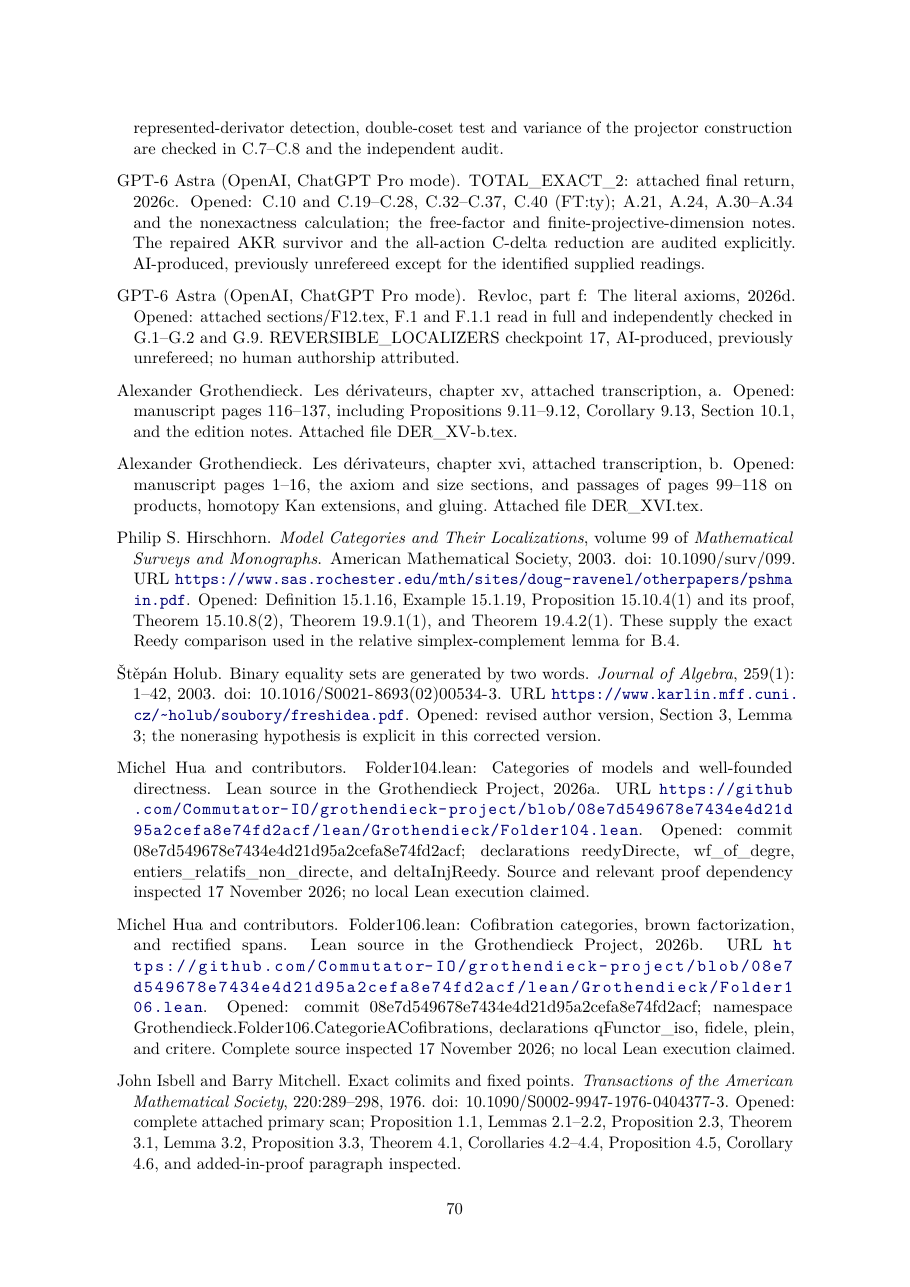 represented-derivator detection, double-coset test and variance of the projector construction
are checked in C.7–C.8 and the independent audit.
GPT-6 Astra (OpenAI, ChatGPT Pro mode). TOTAL_EXACT_2: attached final return,
2026c. Opened: C.10 and C.19–C.28, C.32–C.37, C.40 (FT:ty); A.21, A.24, A.30–A.34
and the nonexactness calculation; the free-factor and finite-projective-dimension notes.
The repaired AKR survivor and the all-action C-delta reduction are audited explicitly.
AI-produced, previously unrefereed except for the identified supplied readings.
GPT-6 Astra (OpenAI, ChatGPT Pro mode). Revloc, part f: The literal axioms, 2026d.
Opened: attached sections/F12.tex, F.1 and F.1.1 read in full and independently checked in
G.1–G.2 and G.9. REVERSIBLE_LOCALIZERS checkpoint 17, AI-produced, previously
unrefereed; no human authorship attributed.
Alexander Grothendieck. Les dérivateurs, chapter xv, attached transcription, a. Opened:
manuscript pages 116–137, including Propositions 9.11–9.12, Corollary 9.13, Section 10.1,
and the edition notes. Attached file DER_XV-b.tex.
Alexander Grothendieck. Les dérivateurs, chapter xvi, attached transcription, b. Opened:
manuscript pages 1–16, the axiom and size sections, and passages of pages 99–118 on
products, homotopy Kan extensions, and gluing. Attached file DER_XVI.tex.
Philip S. Hirschhorn. Model Categories and Their Localizations, volume 99 of Mathematical
Surveys and Monographs. American Mathematical Society, 2003. doi: 10.1090/surv/099.
URL https://www.sas.rochester.edu/mth/sites/doug-ravenel/otherpapers/pshma
in.pdf. Opened: Definition 15.1.16, Example 15.1.19, Proposition 15.10.4(1) and its proof,
Theorem 15.10.8(2), Theorem 19.9.1(1), and Theorem 19.4.2(1). These supply the exact
Reedy comparison used in the relative simplex-complement lemma for B.4.
Štěpán Holub. Binary equality sets are generated by two words. Journal of Algebra, 259(1):
1–42, 2003. doi: 10.1016/S0021-8693(02)00534-3. URL https://www.karlin.mff.cuni.
cz/~holub/soubory/freshidea.pdf. Opened: revised author version, Section 3, Lemma
3; the nonerasing hypothesis is explicit in this corrected version.
Michel Hua and contributors. Folder104.lean: Categories of models and well-founded
directness. Lean source in the Grothendieck Project, 2026a. URL https://github
.com/Commutator-IO/grothendieck-project/blob/08e7d549678e7434e4d21d
95a2cefa8e74fd2acf/lean/Grothendieck/Folder104.lean. Opened: commit
08e7d549678e7434e4d21d95a2cefa8e74fd2acf; declarations reedyDirecte, wf_of_degre,
entiers_relatifs_non_directe, and deltaInjReedy. Source and relevant proof dependency
inspected 17 November 2026; no local Lean execution claimed.
Michel Hua and contributors. Folder106.lean: Cofibration categories, brown factorization,
and rectified spans. Lean source in the Grothendieck Project, 2026b. URL ht
tps://github.com/Commutator-IO/grothendieck-project/blob/08e7
d549678e7434e4d21d95a2cefa8e74fd2acf/lean/Grothendieck/Folder1
06.lean. Opened: commit 08e7d549678e7434e4d21d95a2cefa8e74fd2acf; namespace
Grothendieck.Folder106.CategorieACofibrations, declarations qFunctor_iso, fidele, plein,
and critere. Complete source inspected 17 November 2026; no local Lean execution claimed.
John Isbell and Barry Mitchell. Exact colimits and fixed points. Transactions of the American
Mathematical Society, 220:289–298, 1976. doi: 10.1090/S0002-9947-1976-0404377-3. Opened:
complete attached primary scan; Proposition 1.1, Lemmas 2.1–2.2, Proposition 2.3, Theorem
3.1, Lemma 3.2, Proposition 3.3, Theorem 4.1, Corollaries 4.2–4.4, Proposition 4.5, Corollary
4.6, and added-in-proof paragraph inspected.
70